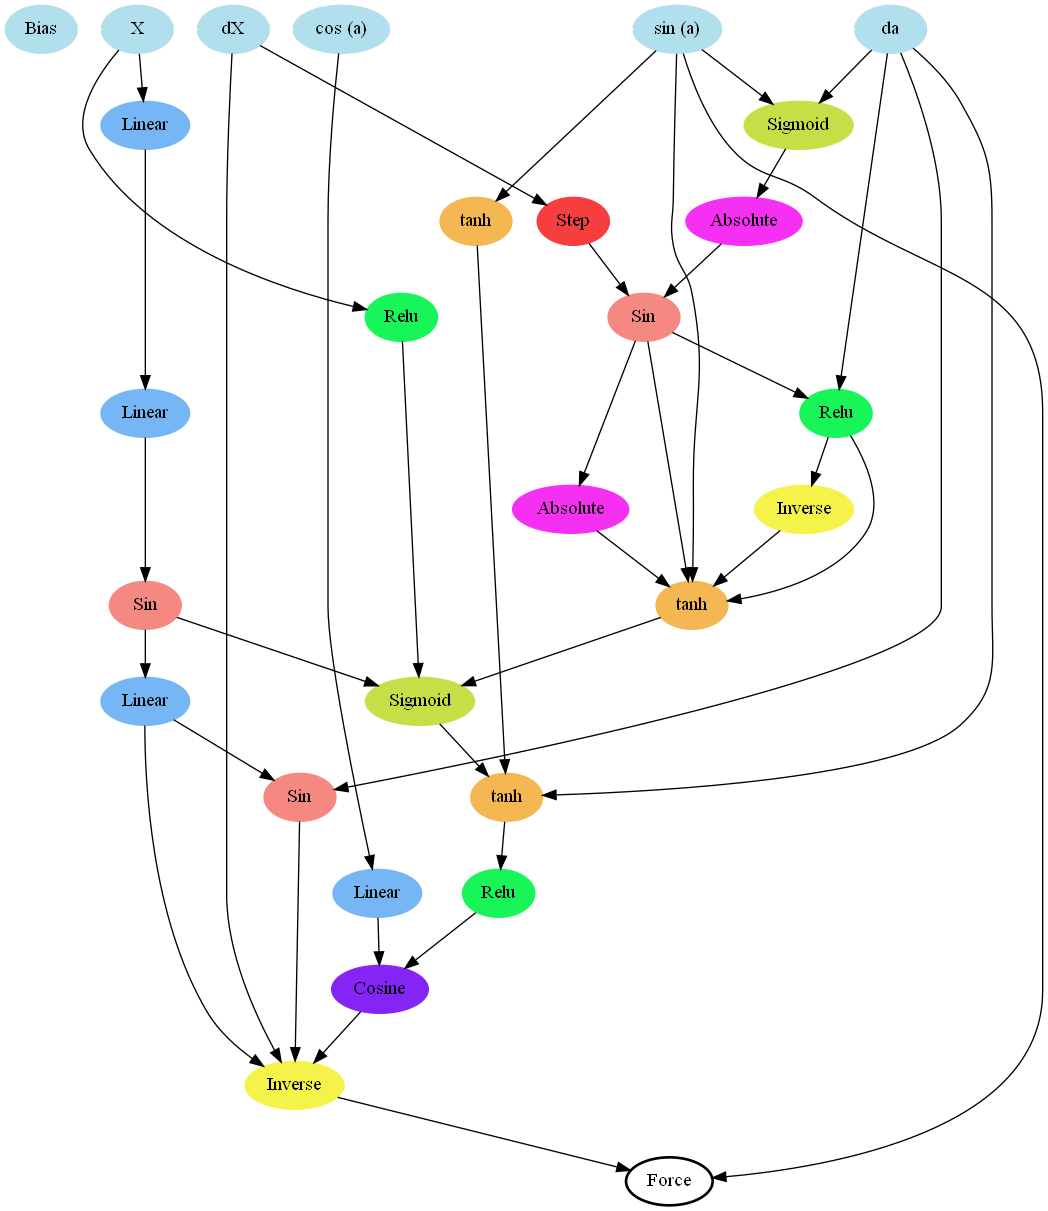 Bias
X
dX
cos (a)
sin (a)
da
Linear
Sigmoid
tanh
Step
Absolute
Relu
Sin
Linear
Relu
Absolute
Inverse
Sin
tanh
Linear
Sigmoid
Sin
tanh
Linear
Relu
Cosine
Inverse
Force